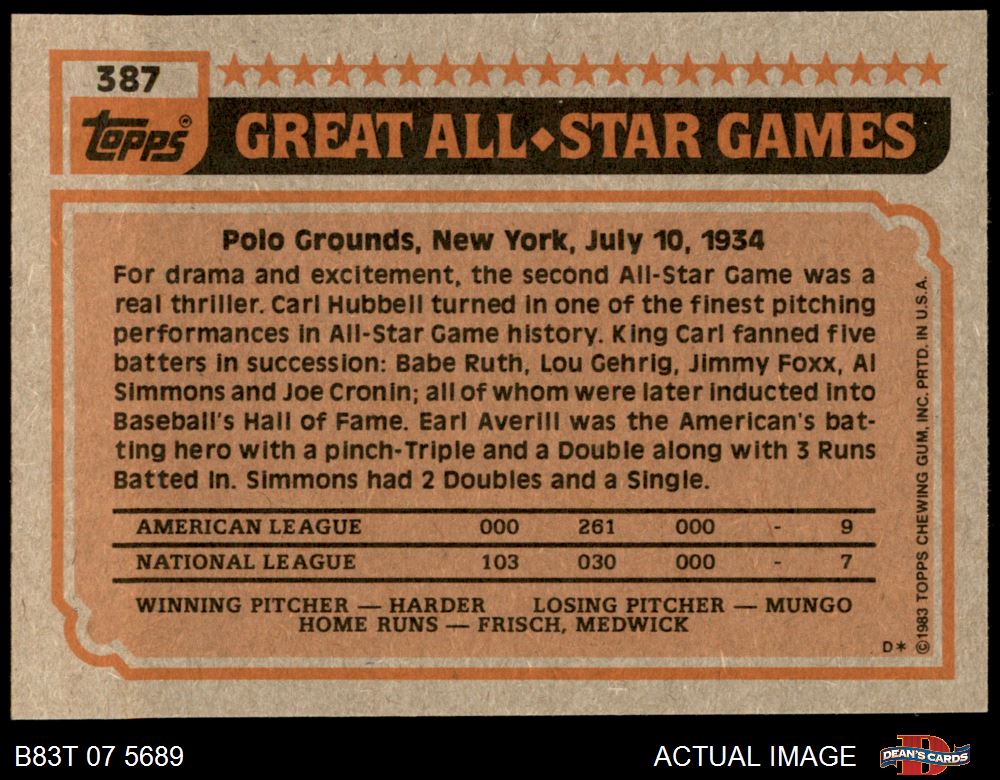 387
topps®
GREAT ALL◆STAR GAMES
Polo Grounds, New York, July 10, 1934
For drama and excitement, the second All-Star Game was a
real thriller. Carl Hubbell turned in one of the finest pitching
performances in All-Star Game history. King Carl fanned five
batters in succession: Babe Ruth, Lou Gehrig, Jimmy Foxx, Al
Simmons and Joe Cronin; all of whom were later inducted into
Baseball's Hall of Fame. Earl Averill was the American's bat-
ting hero with a pinch-Triple and a Double along with 3 Runs
Batted In. Simmons had 2 Doubles and a Single.
AMERICAN LEAGUE 000 261 000 - 9
NATIONAL LEAGUE 103 030 000 - 7
WINNING PITCHER — HARDER LOSING PITCHER — MUNGO
HOME RUNS — FRISCH, MEDWICK
D* ©1983 TOPPS CHEWING GUM, INC. PRTD. IN U.S.A.
B83T 07 5689
ACTUAL IMAGE
D
DEAN'S CARDS